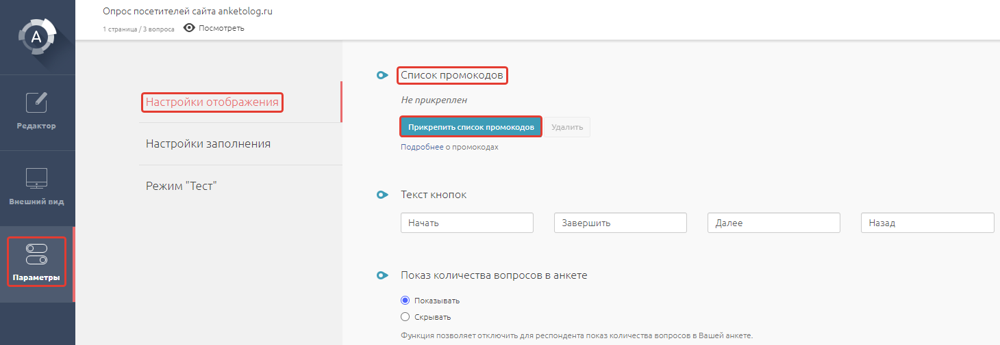 Опрос посетителей сайта anketolog.ru
1 страница / 3 вопроса Посмотреть
A
Редактор
Внешний вид
Параметры
Настройки отображения
Настройки заполнения
Режим "Тест"
Список промокодов
Не прикреплен
Прикрепить список промокодов Удалить
Подробнее о промокодах
Текст кнопок
Начать Завершить Далее Назад
Показ количества вопросов в анкете
Показывать
Скрывать
Функция позволяет отключить для респондента показ количества вопросов в Вашей анкете.